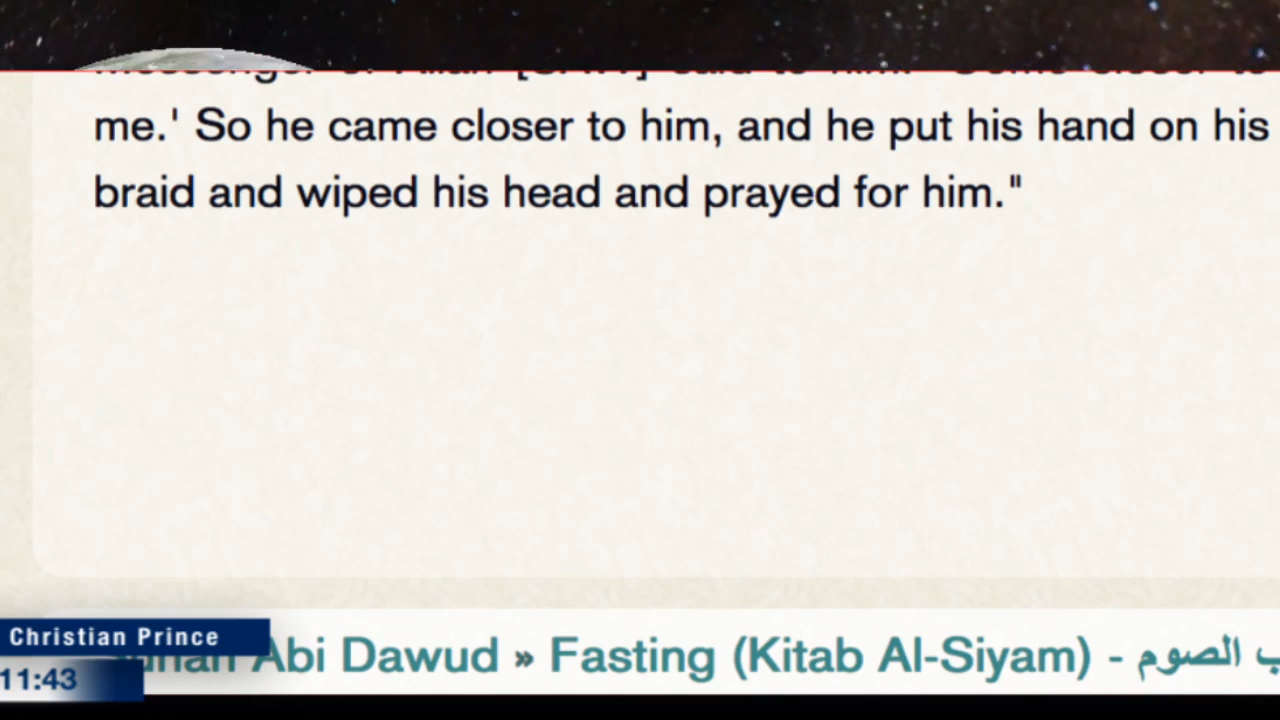 me.' So he came closer to him, and he put his hand on his
braid and wiped his head and prayed for him."
Christian Prince
Abi Dawud » Fasting (Kitab Al-Siyam) - الصوم
11:43